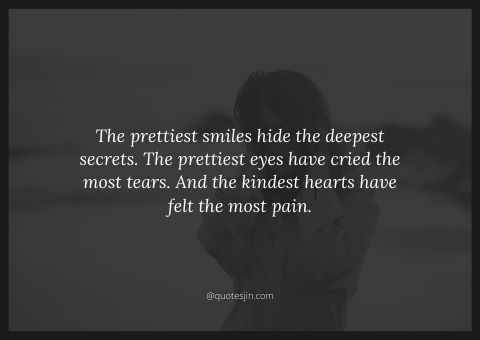 The prettiest smiles hide the deepest
secrets. The prettiest eyes have cried the
most tears. And the kindest hearts have
felt the most pain.
@quotesjin.com